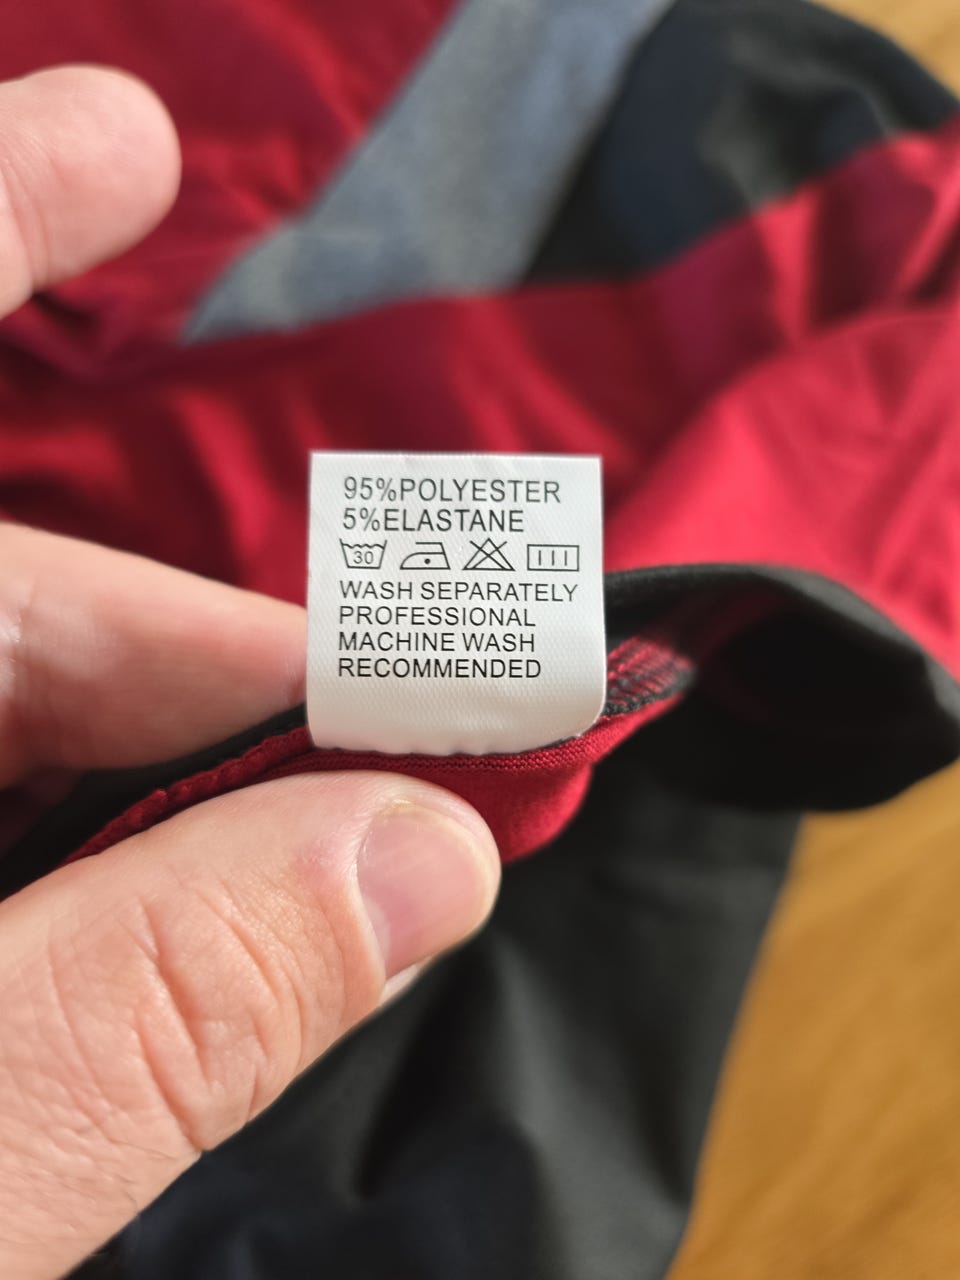 95%POLYESTER
5%ELASTANE
30
WASH SEPARATELY
PROFESSIONAL
MACHINE WASH
RECOMMENDED